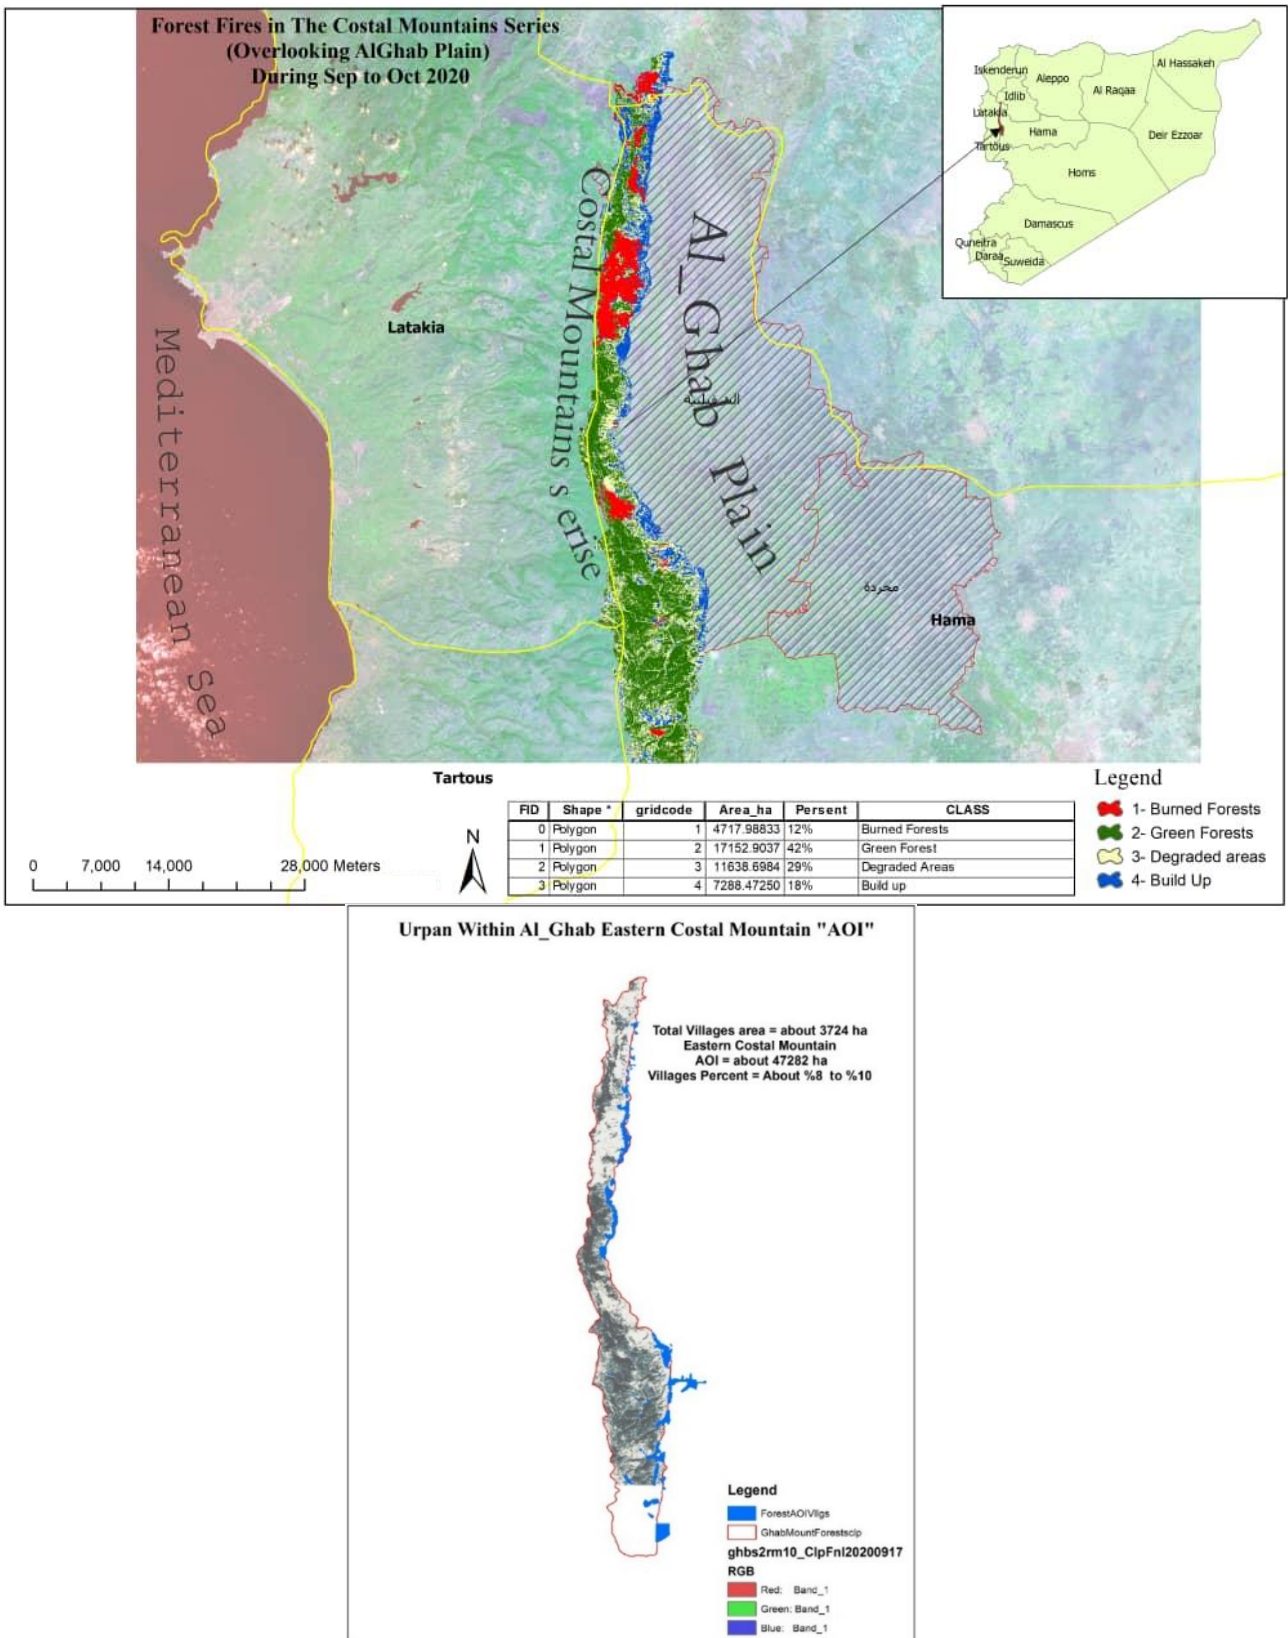 Forest Fires in The Costal Mountains Series
(Overlooking AlGhab Plain)
During Sep to Oct 2020
Iskenderun
Aleppo
Al Hassakeh
Idlib
Al Raqaa
Latakia
Hama
Deir Ezzoar
Tartous
Homs
Damascus
Quneitra
Daraa
Suweida
Mediterranean Sea
Latakia
Costal Mountains s erise
Al_Ghab Plain
محردة
Hama
Tartous
Legend
1- Burned Forests
2- Green Forests
3- Degraded areas
4- Build Up
FID Shape * gridcode Area_ha Persent CLASS
0 Polygon 1 4717.98833 12% Burned Forests
1 Polygon 2 17152.9037 42% Green Forest
2 Polygon 3 11638.6984 29% Degraded Areas
3 Polygon 4 7288.47250 18% Build up
N
0 7,000 14,000 28,000 Meters
Urpan Within Al_Ghab Eastern Costal Mountain "AOI"
Total Villages area = about 3724 ha
Eastern Costal Mountain
AOI = about 47282 ha
Villages Percent = About %8 to %10
Legend
ForestAOIVllgs
GhabMountForestsclp
ghbs2rm10_ClpFnl20200917
RGB
Red: Band_1
Green: Band_1
Blue: Band_1